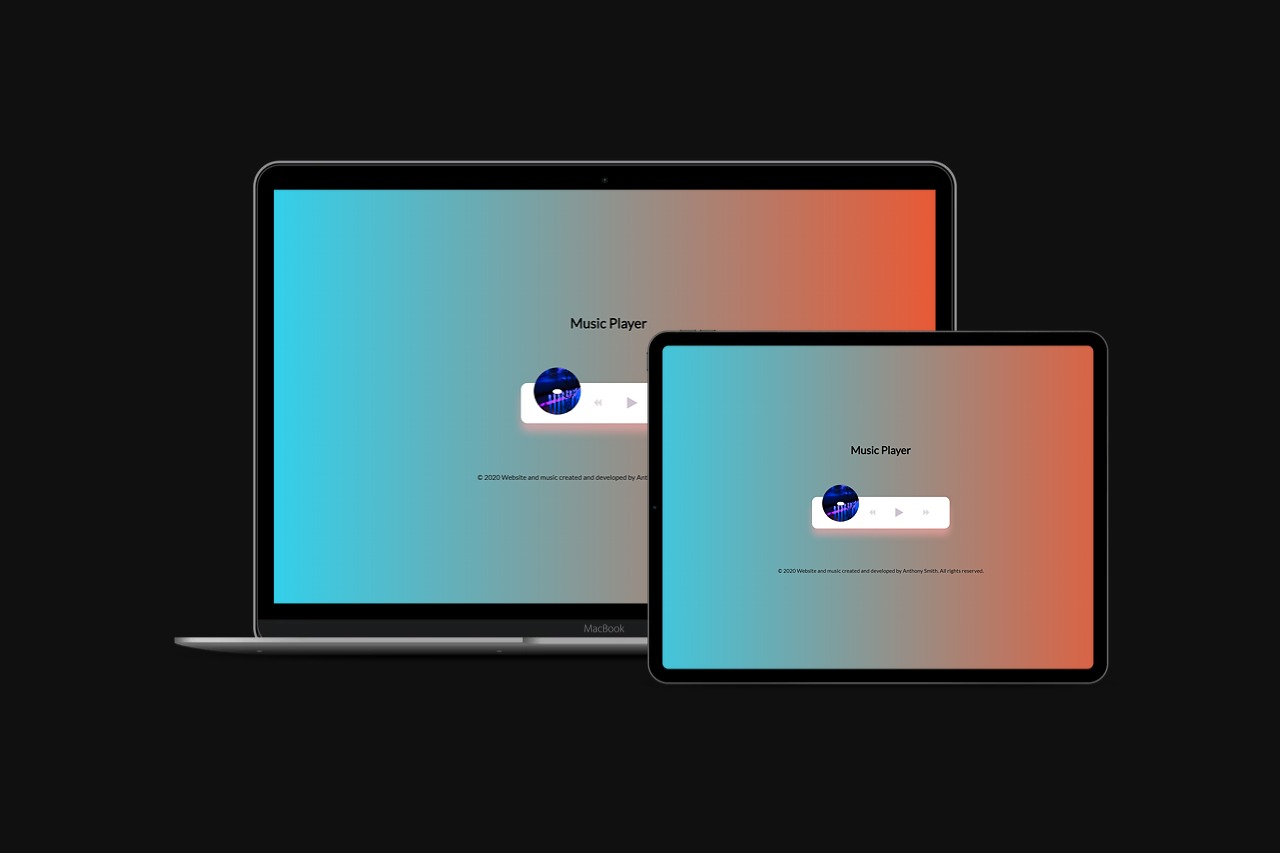 Music Player
© 2020 Website and music created and developed by Ant
MacBook
Music Player
© 2020 Website and music created and developed by Anthony Smith. All rights reserved.